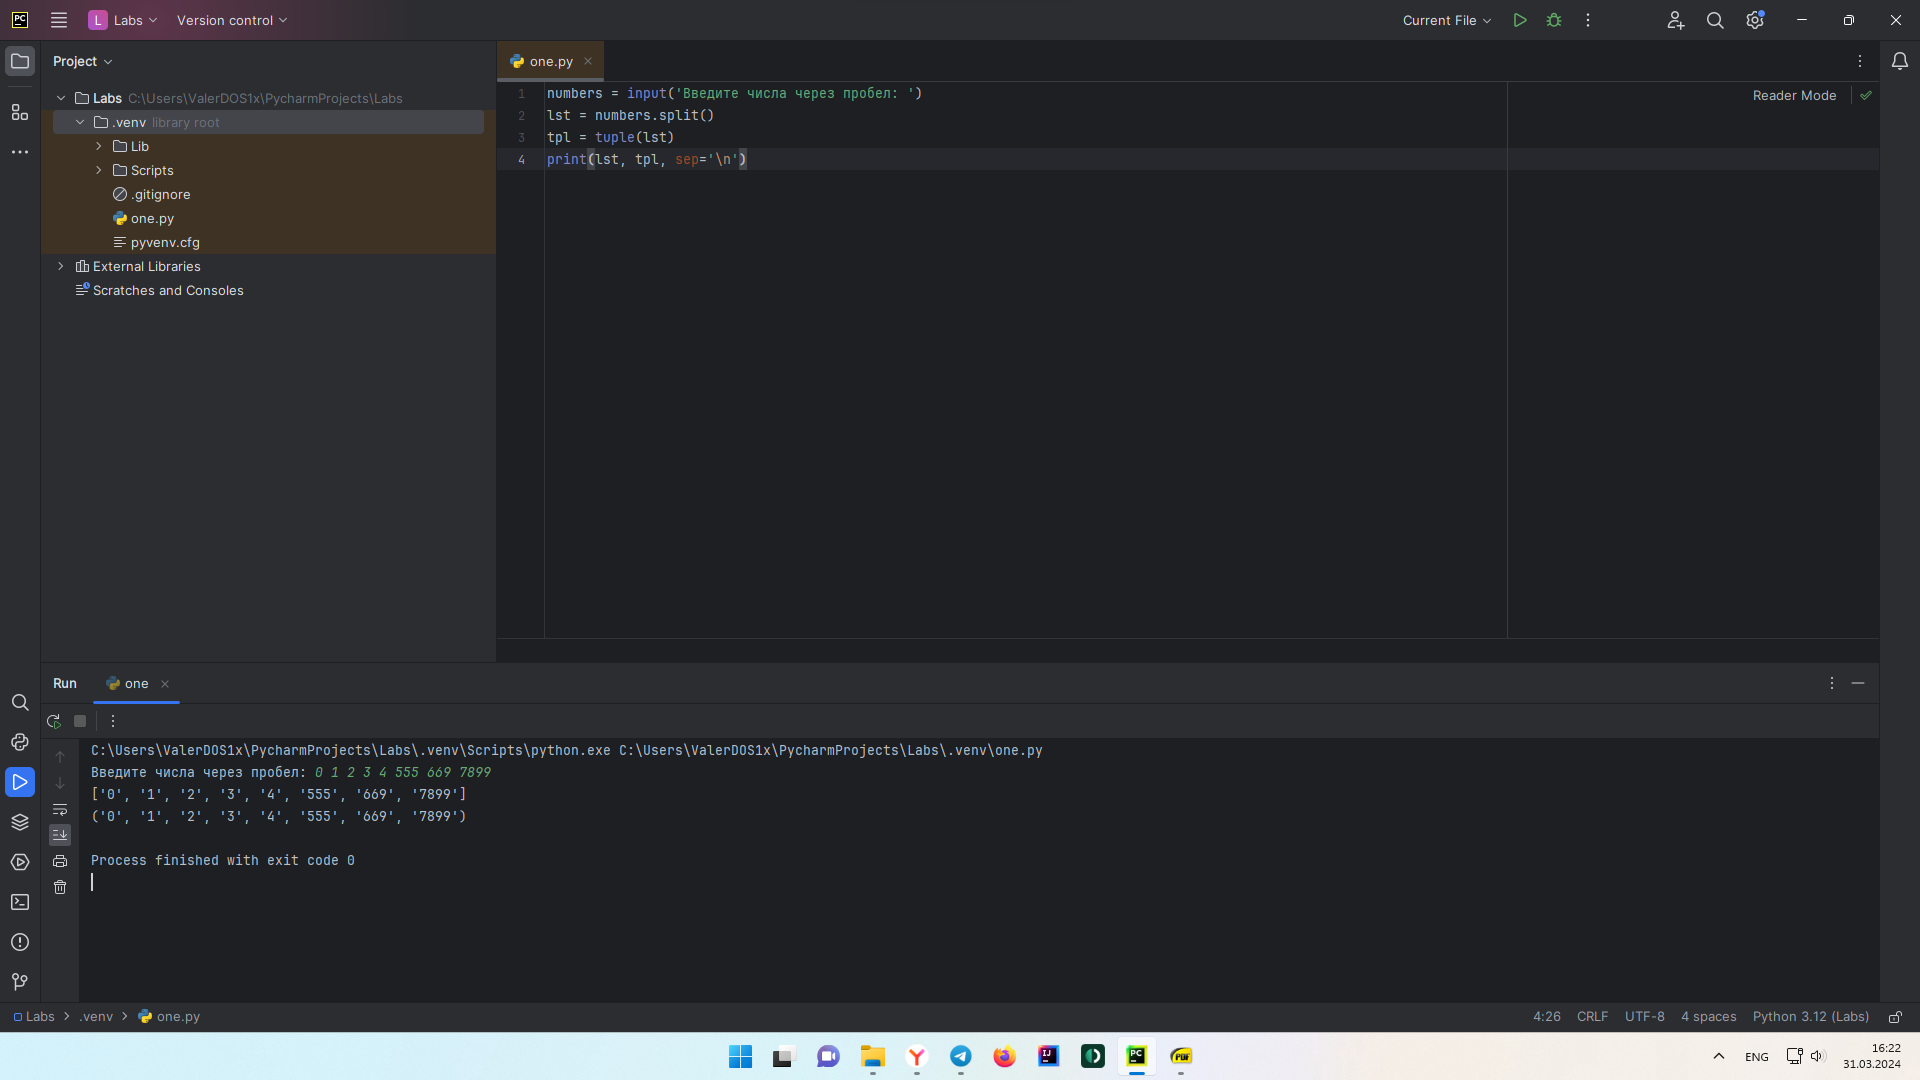 PC L Labs Version control Current File
Project
one.py
Labs C:\Users\ValerDOS1x\PycharmProjects\Labs
.venv library root
Lib
Scripts
.gitignore
one.py
pyvenv.cfg
External Libraries
Scratches and Consoles
1 numbers = input('Введите числа через пробел: ')
2 lst = numbers.split()
3 tpl = tuple(lst)
4 print(lst, tpl, sep='\n')
Reader Mode
Run one
C:\Users\ValerDOS1x\PycharmProjects\Labs\.venv\Scripts\python.exe C:\Users\ValerDOS1x\PycharmProjects\Labs\.venv\one.py
Введите числа через пробел: 0 1 2 3 4 555 669 7899
['0', '1', '2', '3', '4', '555', '669', '7899']
('0', '1', '2', '3', '4', '555', '669', '7899')
Process finished with exit code 0
Labs .venv one.py 4:26 CRLF UTF-8 4 spaces Python 3.12 (Labs)
IJ PC PDF ENG 16:22
31.03.2024